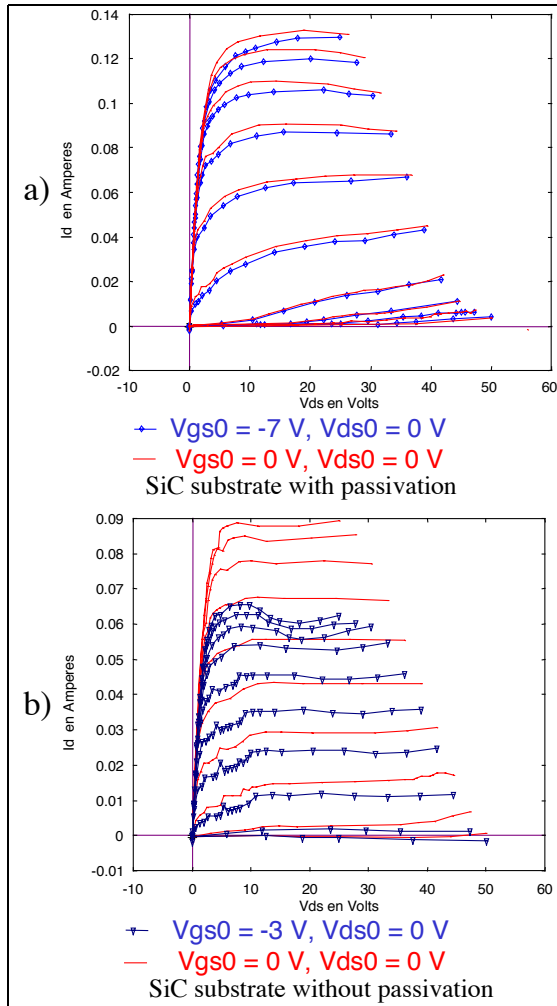 a)
Id en Amperes
0.14
0.12
0.1
0.08
0.06
0.04
0.02
0
-0.02
-10 0 10 20 30 40 50 60
Vds en Volts
Vgs0 = -7 V, Vds0 = 0 V
Vgs0 = 0 V, Vds0 = 0 V
SiC substrate with passivation
b)
Id en Amperes
0.09
0.08
0.07
0.06
0.05
0.04
0.03
0.02
0.01
0
-0.01
-10 0 10 20 30 40 50 60
Vds en Volts
Vgs0 = -3 V, Vds0 = 0 V
Vgs0 = 0 V, Vds0 = 0 V
SiC substrate without passivation